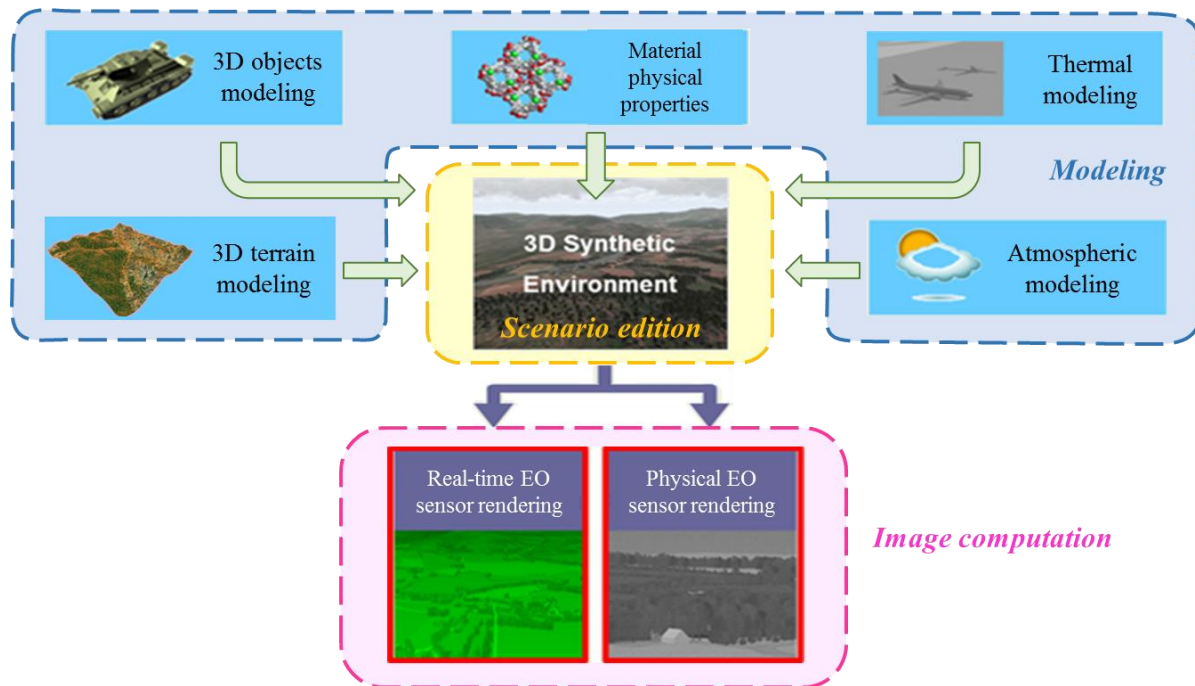 3D objects
modeling
Material
physical
properties
Thermal
modeling
Modeling
3D terrain
modeling
3D Synthetic
Environment
Scenario edition
Atmospheric
modeling
Real-time EO
sensor rendering
Physical EO
sensor rendering
Image computation